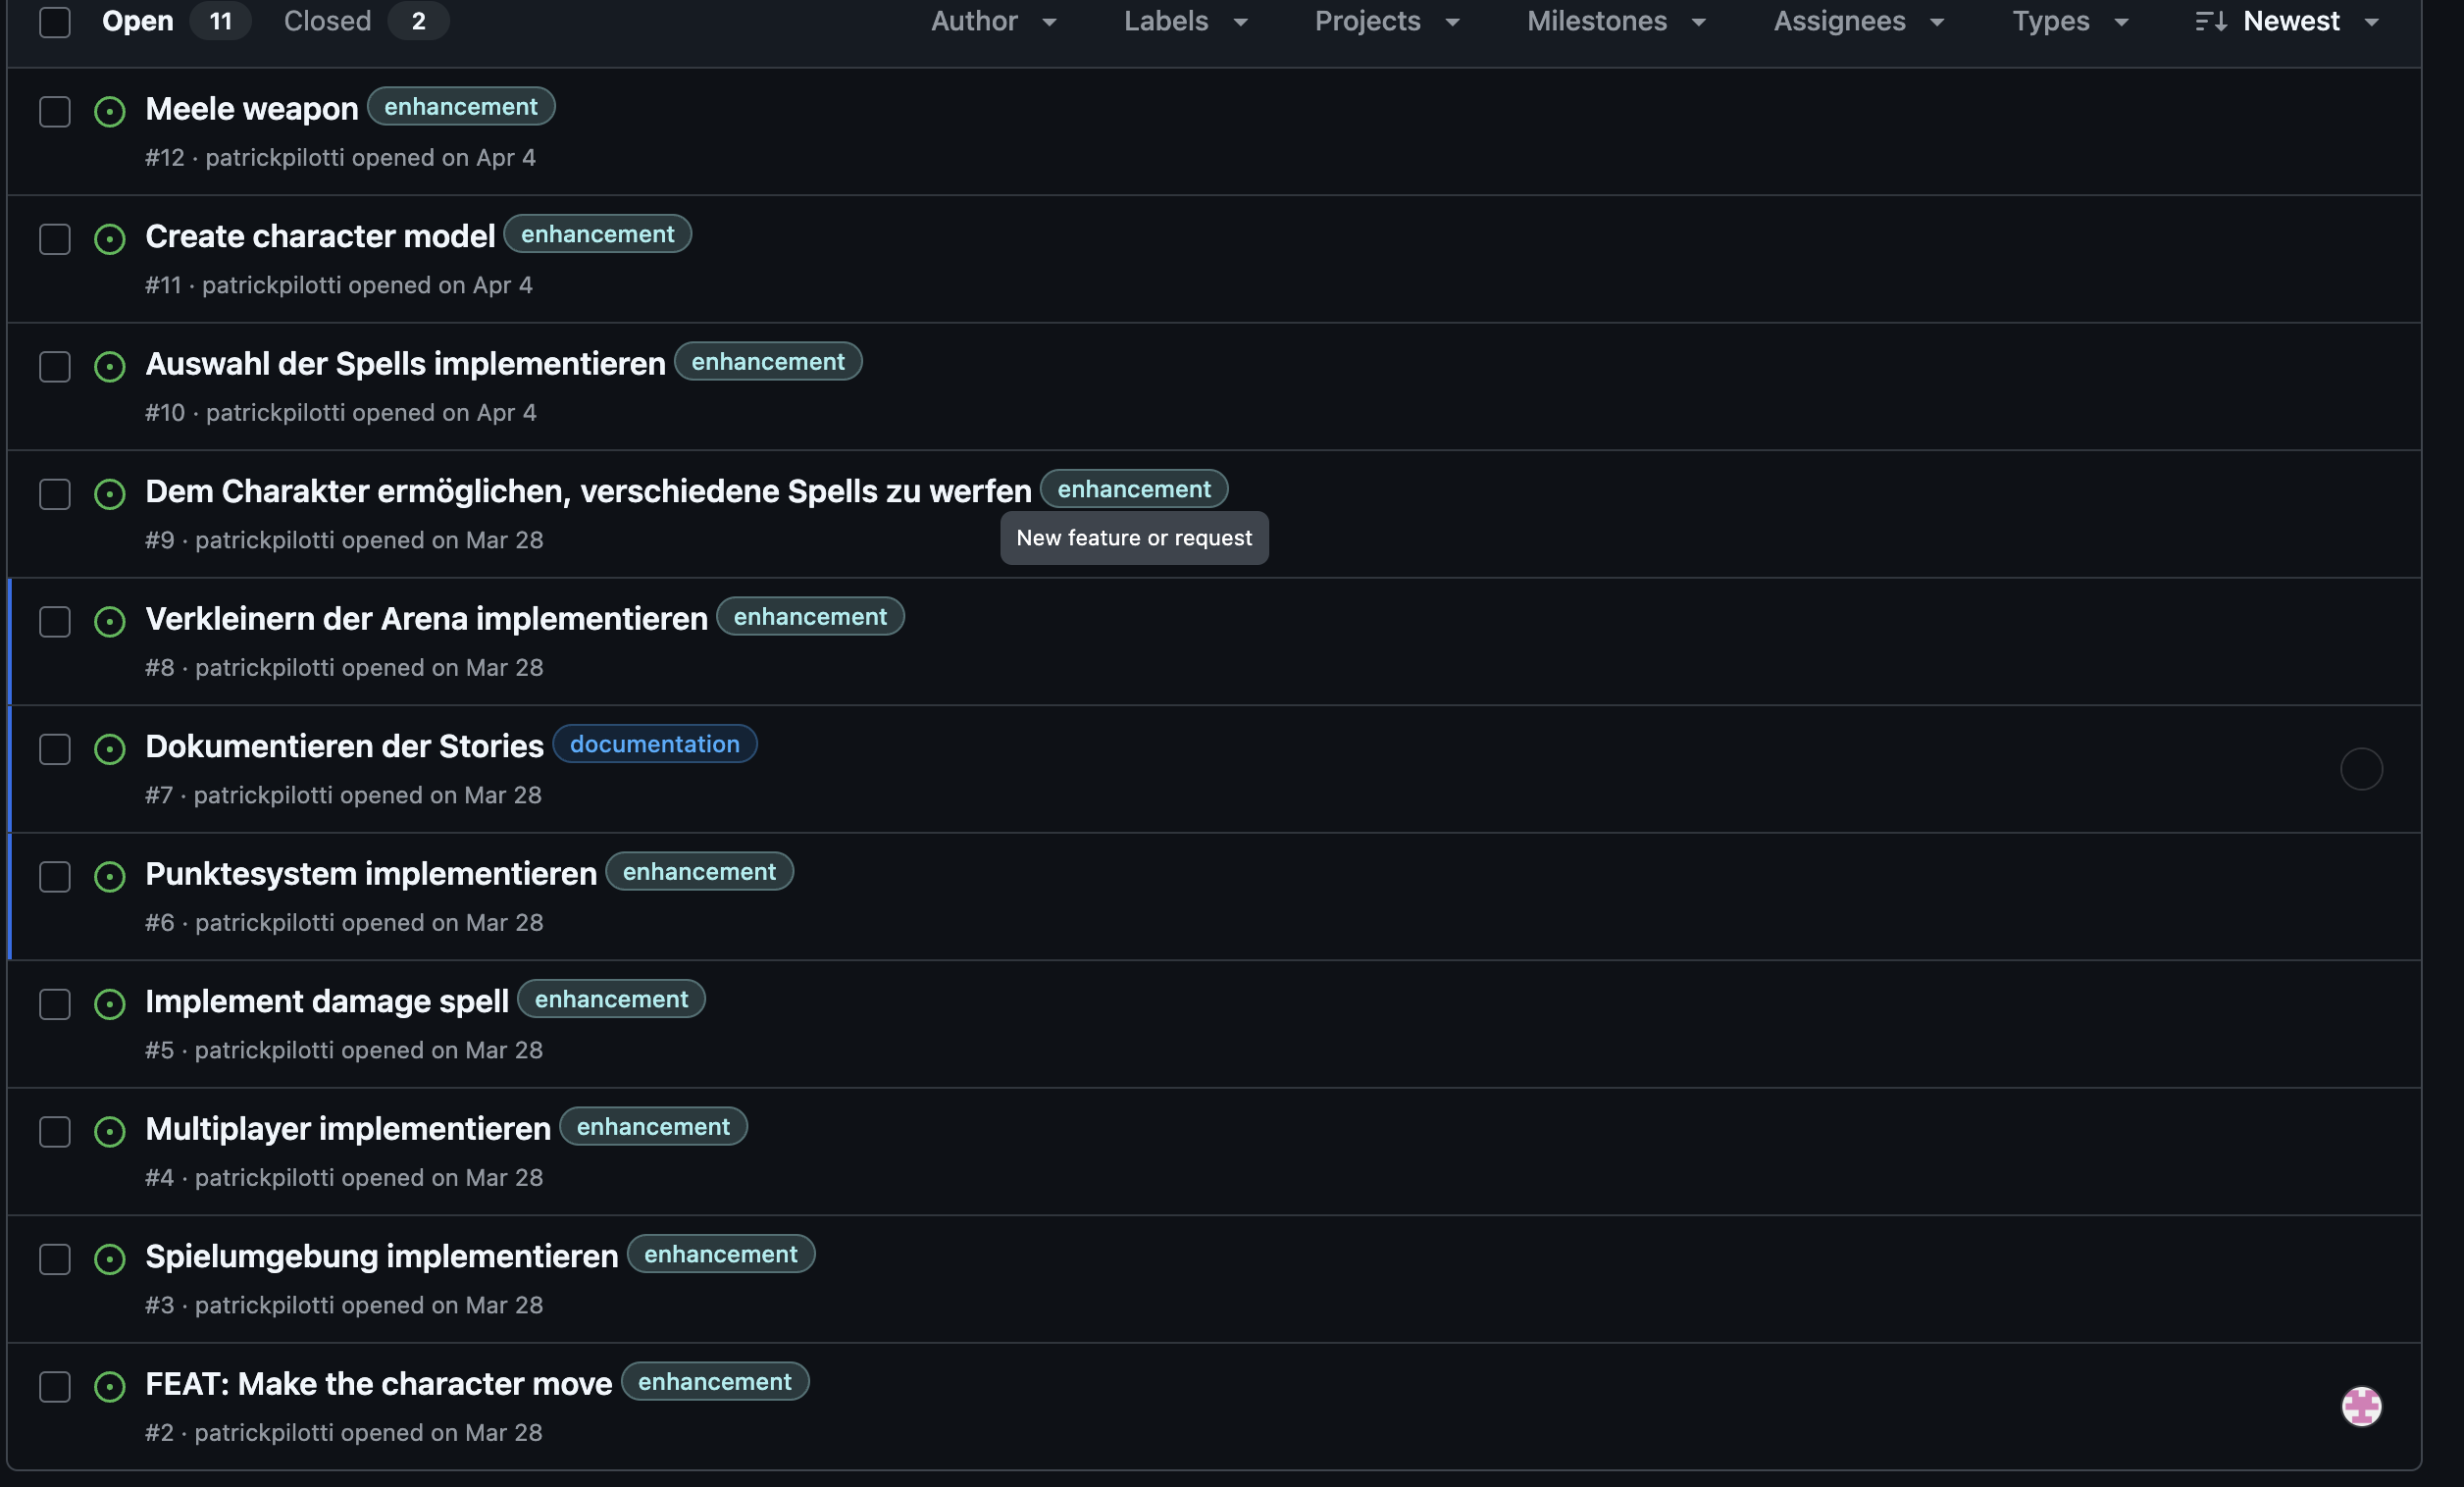 Open 11 Closed 2 Author Labels Projects Milestones Assignees Types Newest
Meele weapon enhancement
#12 · patrickpilotti opened on Apr 4
Create character model enhancement
#11 · patrickpilotti opened on Apr 4
Auswahl der Spells implementieren enhancement
#10 · patrickpilotti opened on Apr 4
Dem Charakter ermöglichen, verschiedene Spells zu werfen enhancement
#9 · patrickpilotti opened on Mar 28
New feature or request
Verkleinern der Arena implementieren enhancement
#8 · patrickpilotti opened on Mar 28
Dokumentieren der Stories documentation
#7 · patrickpilotti opened on Mar 28
Punktesystem implementieren enhancement
#6 · patrickpilotti opened on Mar 28
Implement damage spell enhancement
#5 · patrickpilotti opened on Mar 28
Multiplayer implementieren enhancement
#4 · patrickpilotti opened on Mar 28
Spielumgebung implementieren enhancement
#3 · patrickpilotti opened on Mar 28
FEAT: Make the character move enhancement
#2 · patrickpilotti opened on Mar 28